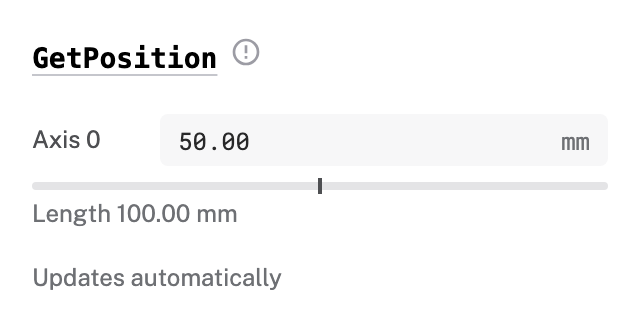 GetPosition
Axis 0 50.00 mm
Length 100.00 mm
Updates automatically